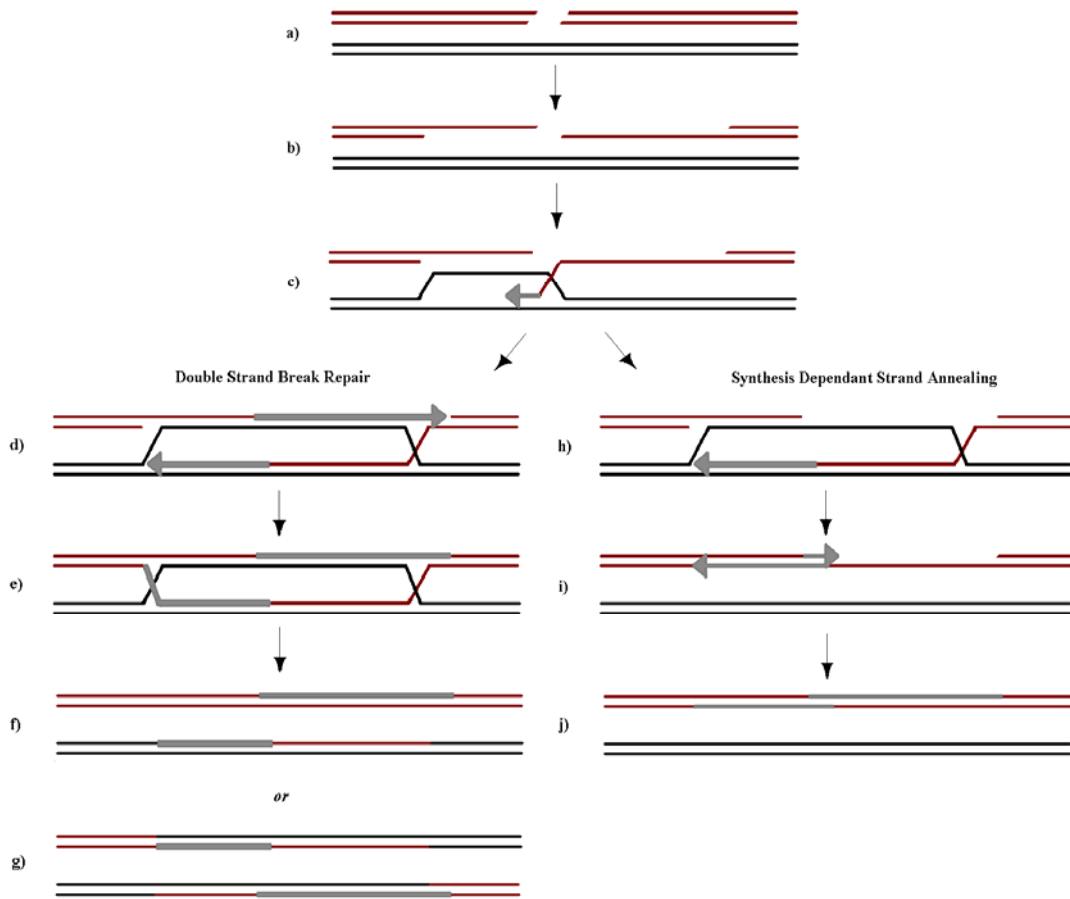 a)
b)
c)
Double Strand Break Repair
Synthesis Dependant Strand Annealing
d)
h)
e)
i)
f)
j)
or
g)